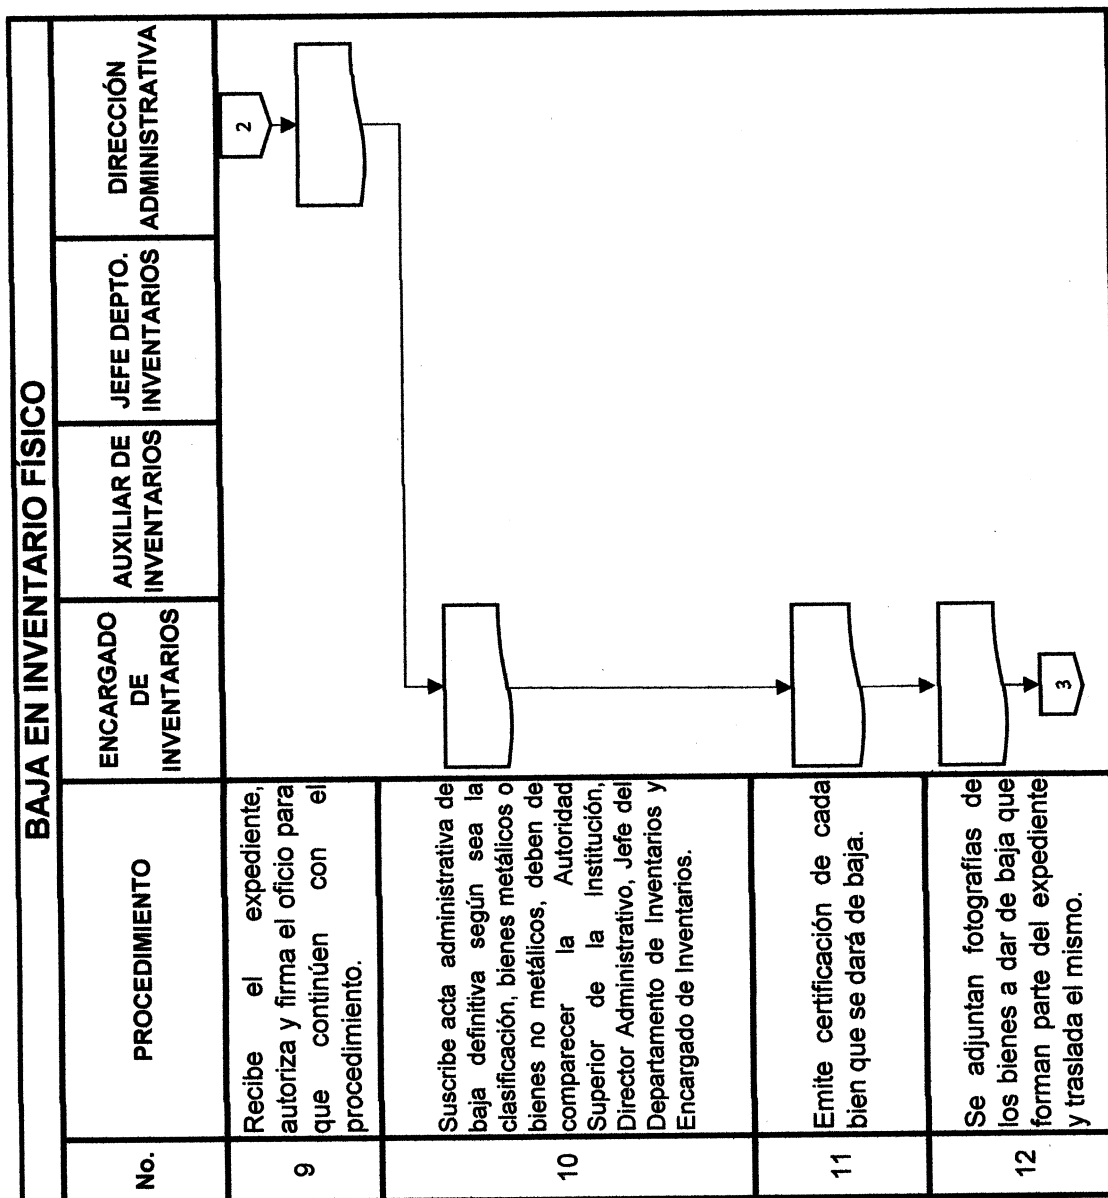 BAJA EN INVENTARIO FÍSICO
No.
PROCEDIMIENTO
ENCARGADO
DE
INVENTARIOS
AUXILIAR DE
INVENTARIOS
JEFE DEPTO.
INVENTARIOS
DIRECCIÓN
ADMINISTRATIVA
9
Recibe el expediente,
autoriza y firma el oficio para
que continúen con el
procedimiento.
2
10
Suscribe acta administrativa de
baja definitiva según sea la
clasificación, bienes metálicos o
bienes no metálicos, deben de
comparecer la Autoridad
Superior de la Institución,
Director Administrativo, Jefe del
Departamento de Inventarios y
Encargado de Inventarios.
11
Emite certificación de cada
bien que se dará de baja.
12
Se adjuntan fotografías de
los bienes a dar de baja que
forman parte del expediente
y traslada el mismo.
3